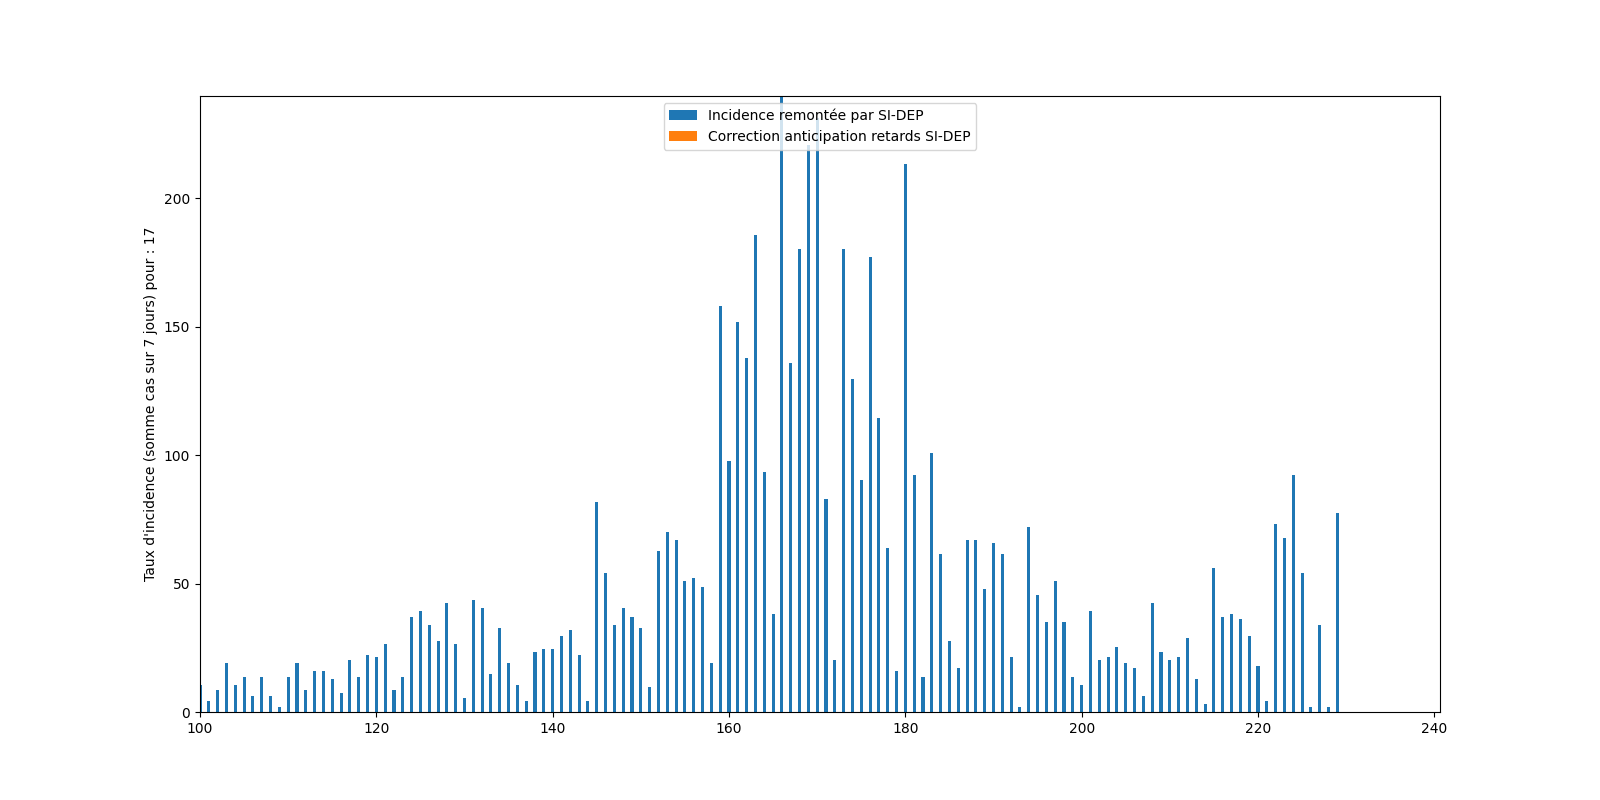 Incidence remontée par SI-DEP
Correction anticipation retards SI-DEP
Taux d'incidence (somme cas sur 7 jours) pour : 17
200
150
100
50
0
100 120 140 160 180 200 220 240